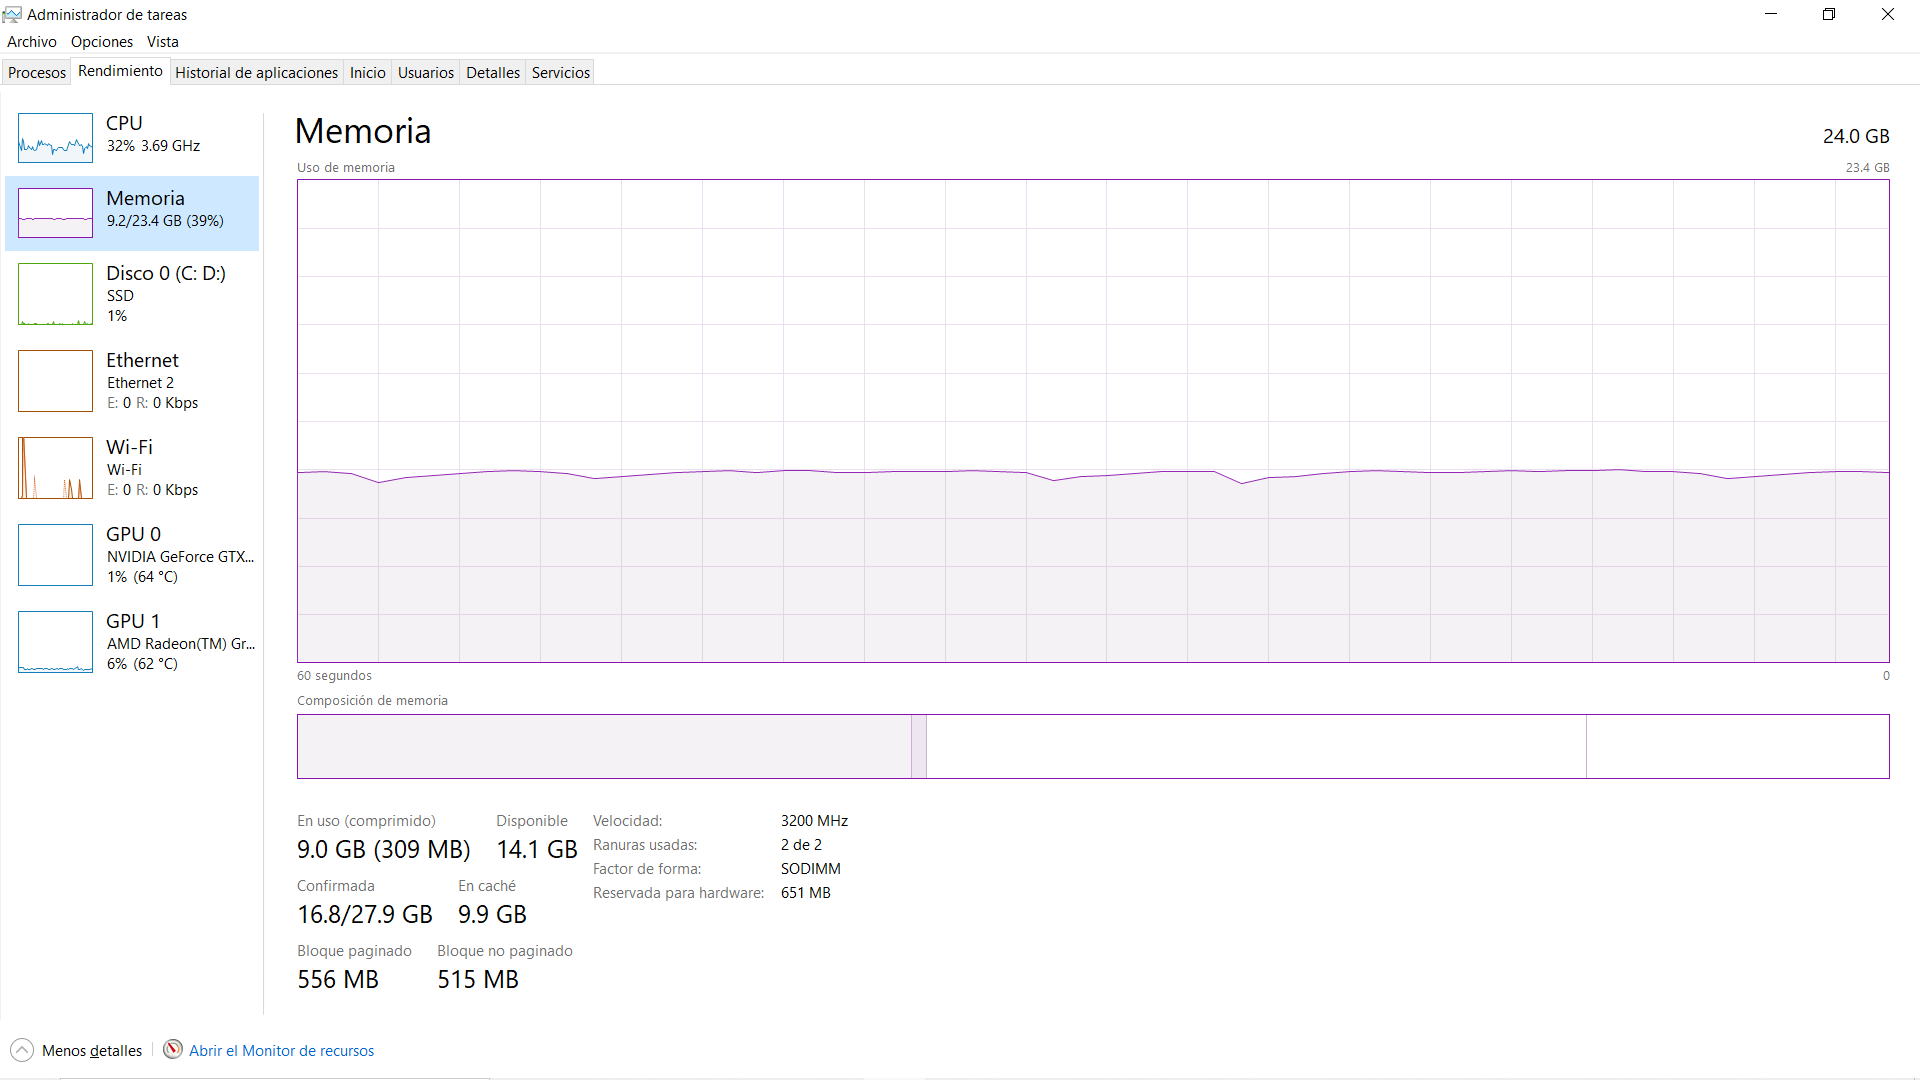 Administrador de tareas
Archivo Opciones Vista
Procesos Rendimiento Historial de aplicaciones Inicio Usuarios Detalles Servicios
CPU
32% 3.69 GHz
Memoria
9.2/23.4 GB (39%)
Disco 0 (C: D:)
SSD
1%
Ethernet
Ethernet 2
E: 0 R: 0 Kbps
Wi-Fi
Wi-Fi
E: 0 R: 0 Kbps
GPU 0
NVIDIA GeForce GTX...
1% (64 °C)
GPU 1
AMD Radeon(TM) Gr...
6% (62 °C)
Memoria 24.0 GB
Uso de memoria 23.4 GB
60 segundos 0
Composición de memoria
En uso (comprimido) Disponible
9.0 GB (309 MB) 14.1 GB
Confirmada En caché
16.8/27.9 GB 9.9 GB
Bloque paginado Bloque no paginado
556 MB 515 MB
Velocidad: 3200 MHz
Ranuras usadas: 2 de 2
Factor de forma: SODIMM
Reservada para hardware: 651 MB
Menos detalles Abrir el Monitor de recursos